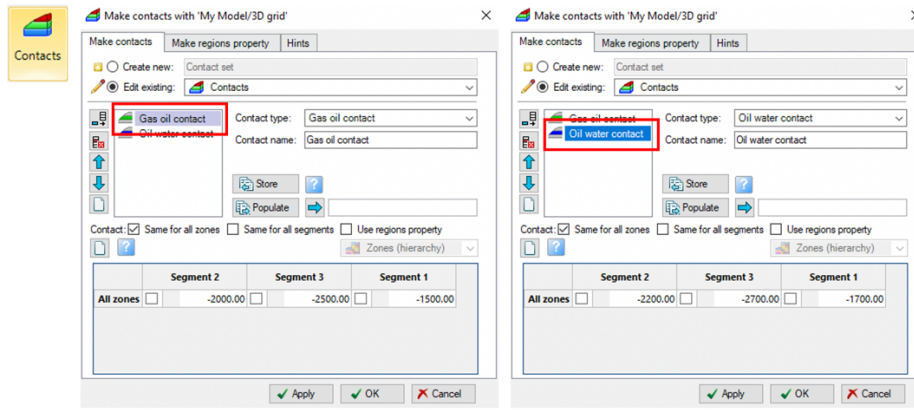 Contacts
Make contacts with 'My Model/3D grid'
Make contacts Make regions property Hints
Create new: Contact set
Edit existing: Contacts
Gas oil contact
Oil water contact
Contact type: Gas oil contact
Contact name: Gas oil contact
Store ?
Populate
Contact: Same for all zones Same for all segments Use regions property
? Zones (hierarchy)
Segment 2 Segment 3 Segment 1
All zones -2000.00 -2500.00 -1500.00
Apply OK Cancel
Make contacts with 'My Model/3D grid'
Make contacts Make regions property Hints
Create new: Contact set
Edit existing: Contacts
Gas oil contact
Oil water contact
Contact type: Oil water contact
Contact name: Oil water contact
Store ?
Populate
Contact: Same for all zones Same for all segments Use regions property
? Zones (hierarchy)
Segment 2 Segment 3 Segment 1
All zones -2200.00 -2700.00 -1700.00
Apply OK Cancel